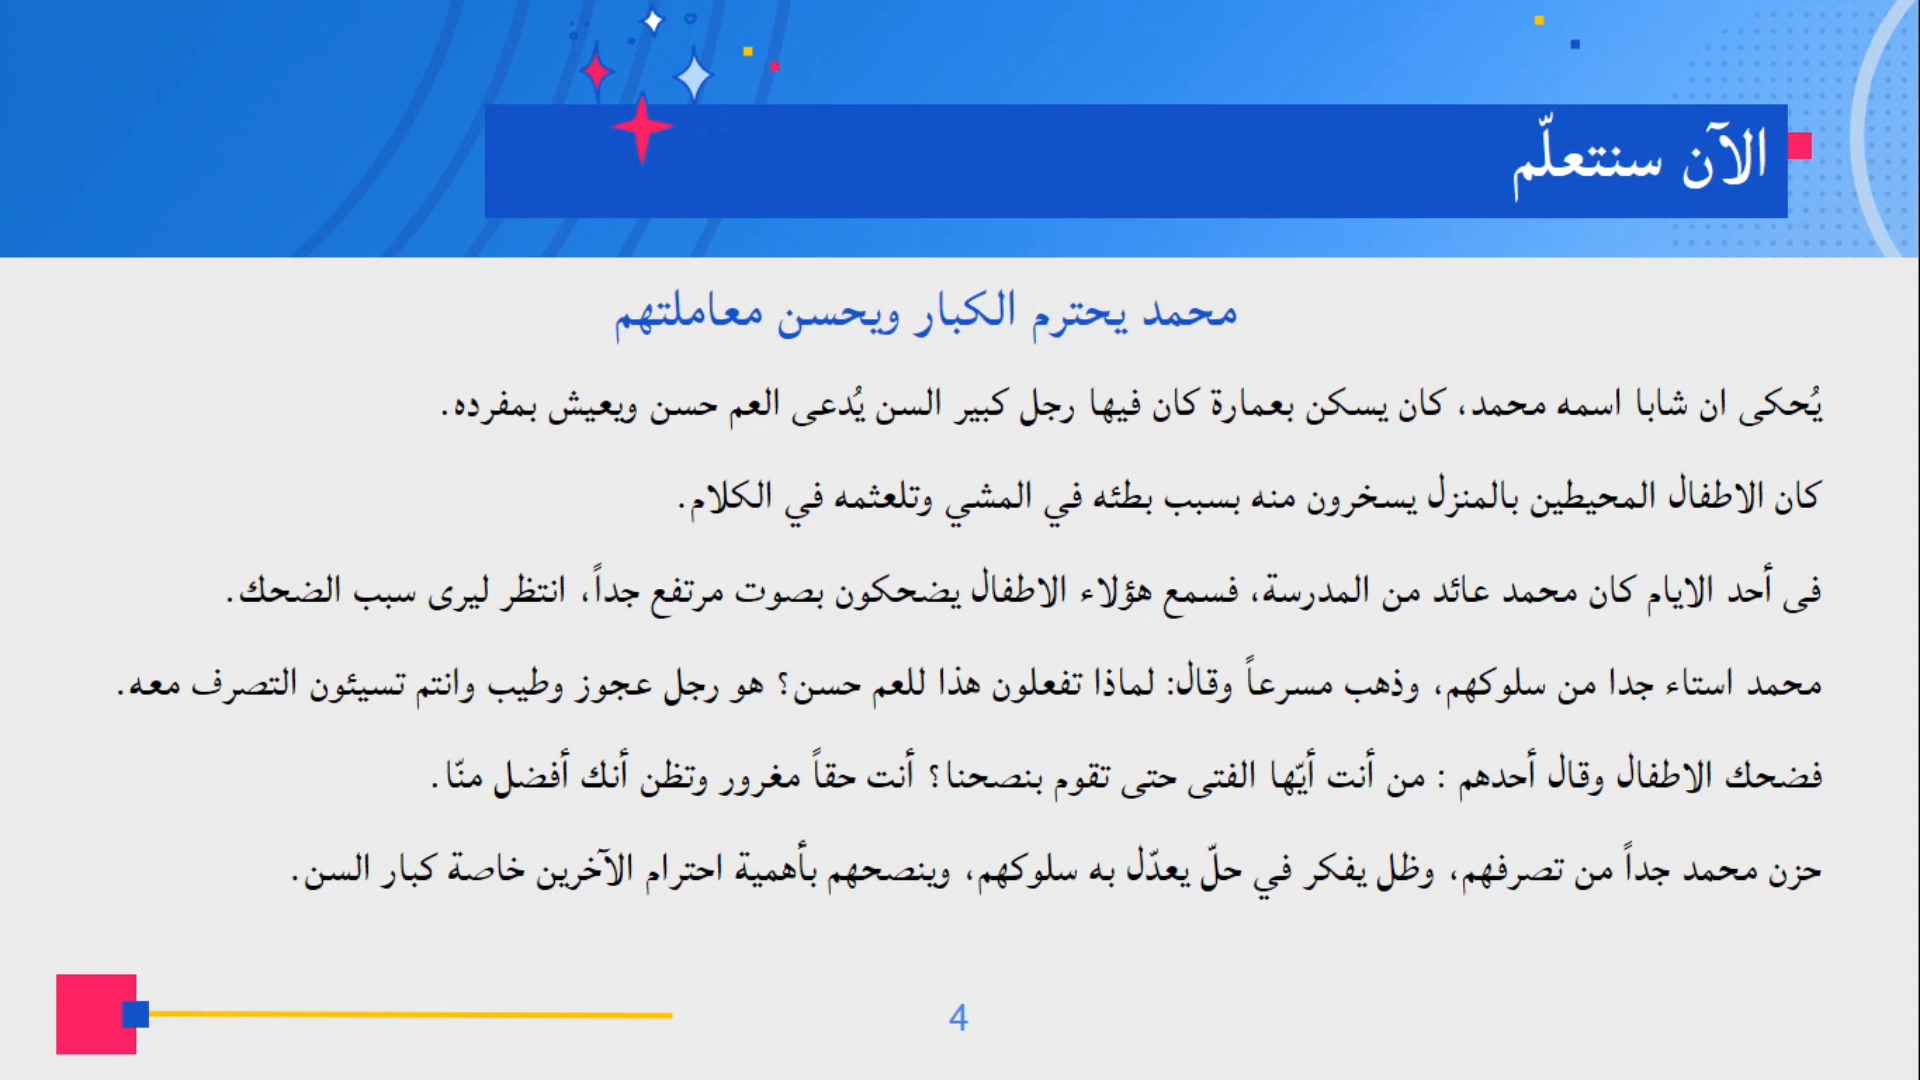 الآن سنتعلّم
محمد يحترم الكبار ويحسن معاملتهم
يُحكى ان شابا اسمه محمد، كان يسكن بعمارة كان فيها رجل كبير السن يُدعى العم حسن ويعيش بمفرده.
كان الاطفال المحيطين بالمنزل يسخرون منه بسبب بطئه في المشي وتلعثمه في الكلام.
فى أحد الايام كان محمد عائد من المدرسة، فسمع هؤلاء الاطفال يضحكون بصوت مرتفع جداً، انتظر ليرى سبب الضحك.
محمد استاء جدا من سلوكهم، وذهب مسرعاً وقال: لماذا تفعلون هذا للعم حسن؟ هو رجل عجوز وطيب وانتم تسيئون التصرف معه.
فضحك الاطفال وقال أحدهم : من أنت أيّها الفتى حتى تقوم بنصحنا؟ أنت حقاً مغرور وتظن أنك أفضل منّا.
حزن محمد جداً من تصرفهم، وظل يفكر في حلّ يعدّل به سلوكهم، وينصحهم بأهمية احترام الآخرين خاصة كبار السن.
4